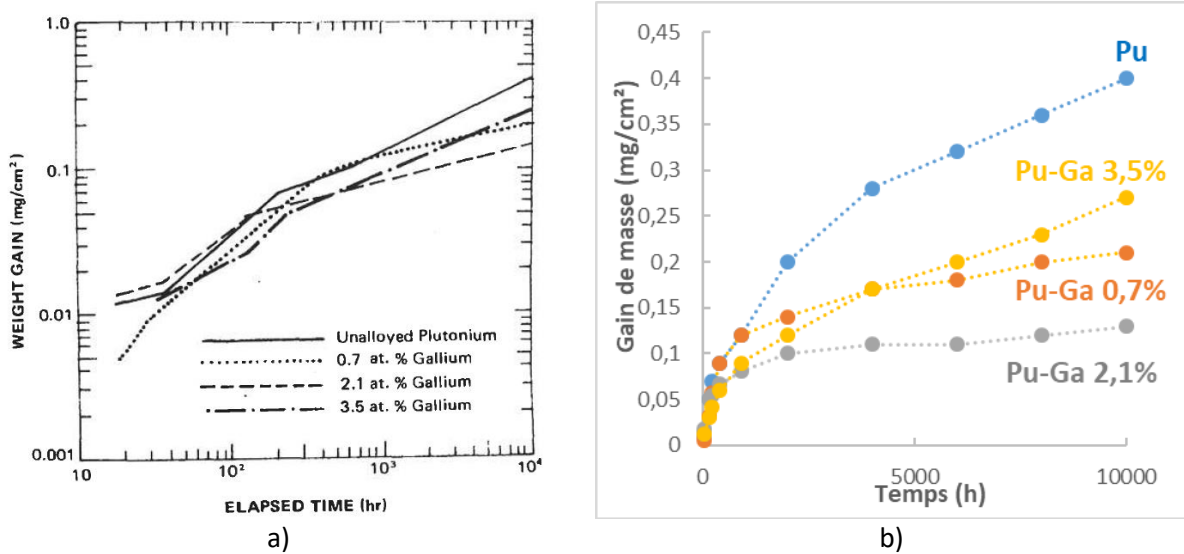 1.0
0.1
0.01
0.001
WEIGHT GAIN (mg/cm²)
10
10²
10³
10⁴
ELAPSED TIME (hr)
Unalloyed Plutonium
0.7 at. % Gallium
2.1 at. % Gallium
3.5 at. % Gallium
a)
0,45
0,4
0,35
0,3
0,25
0,2
0,15
0,1
0,05
0
Gain de masse (mg/cm²)
0
5000
10000
Temps (h)
Pu
Pu-Ga 3,5%
Pu-Ga 0,7%
Pu-Ga 2,1%
b)